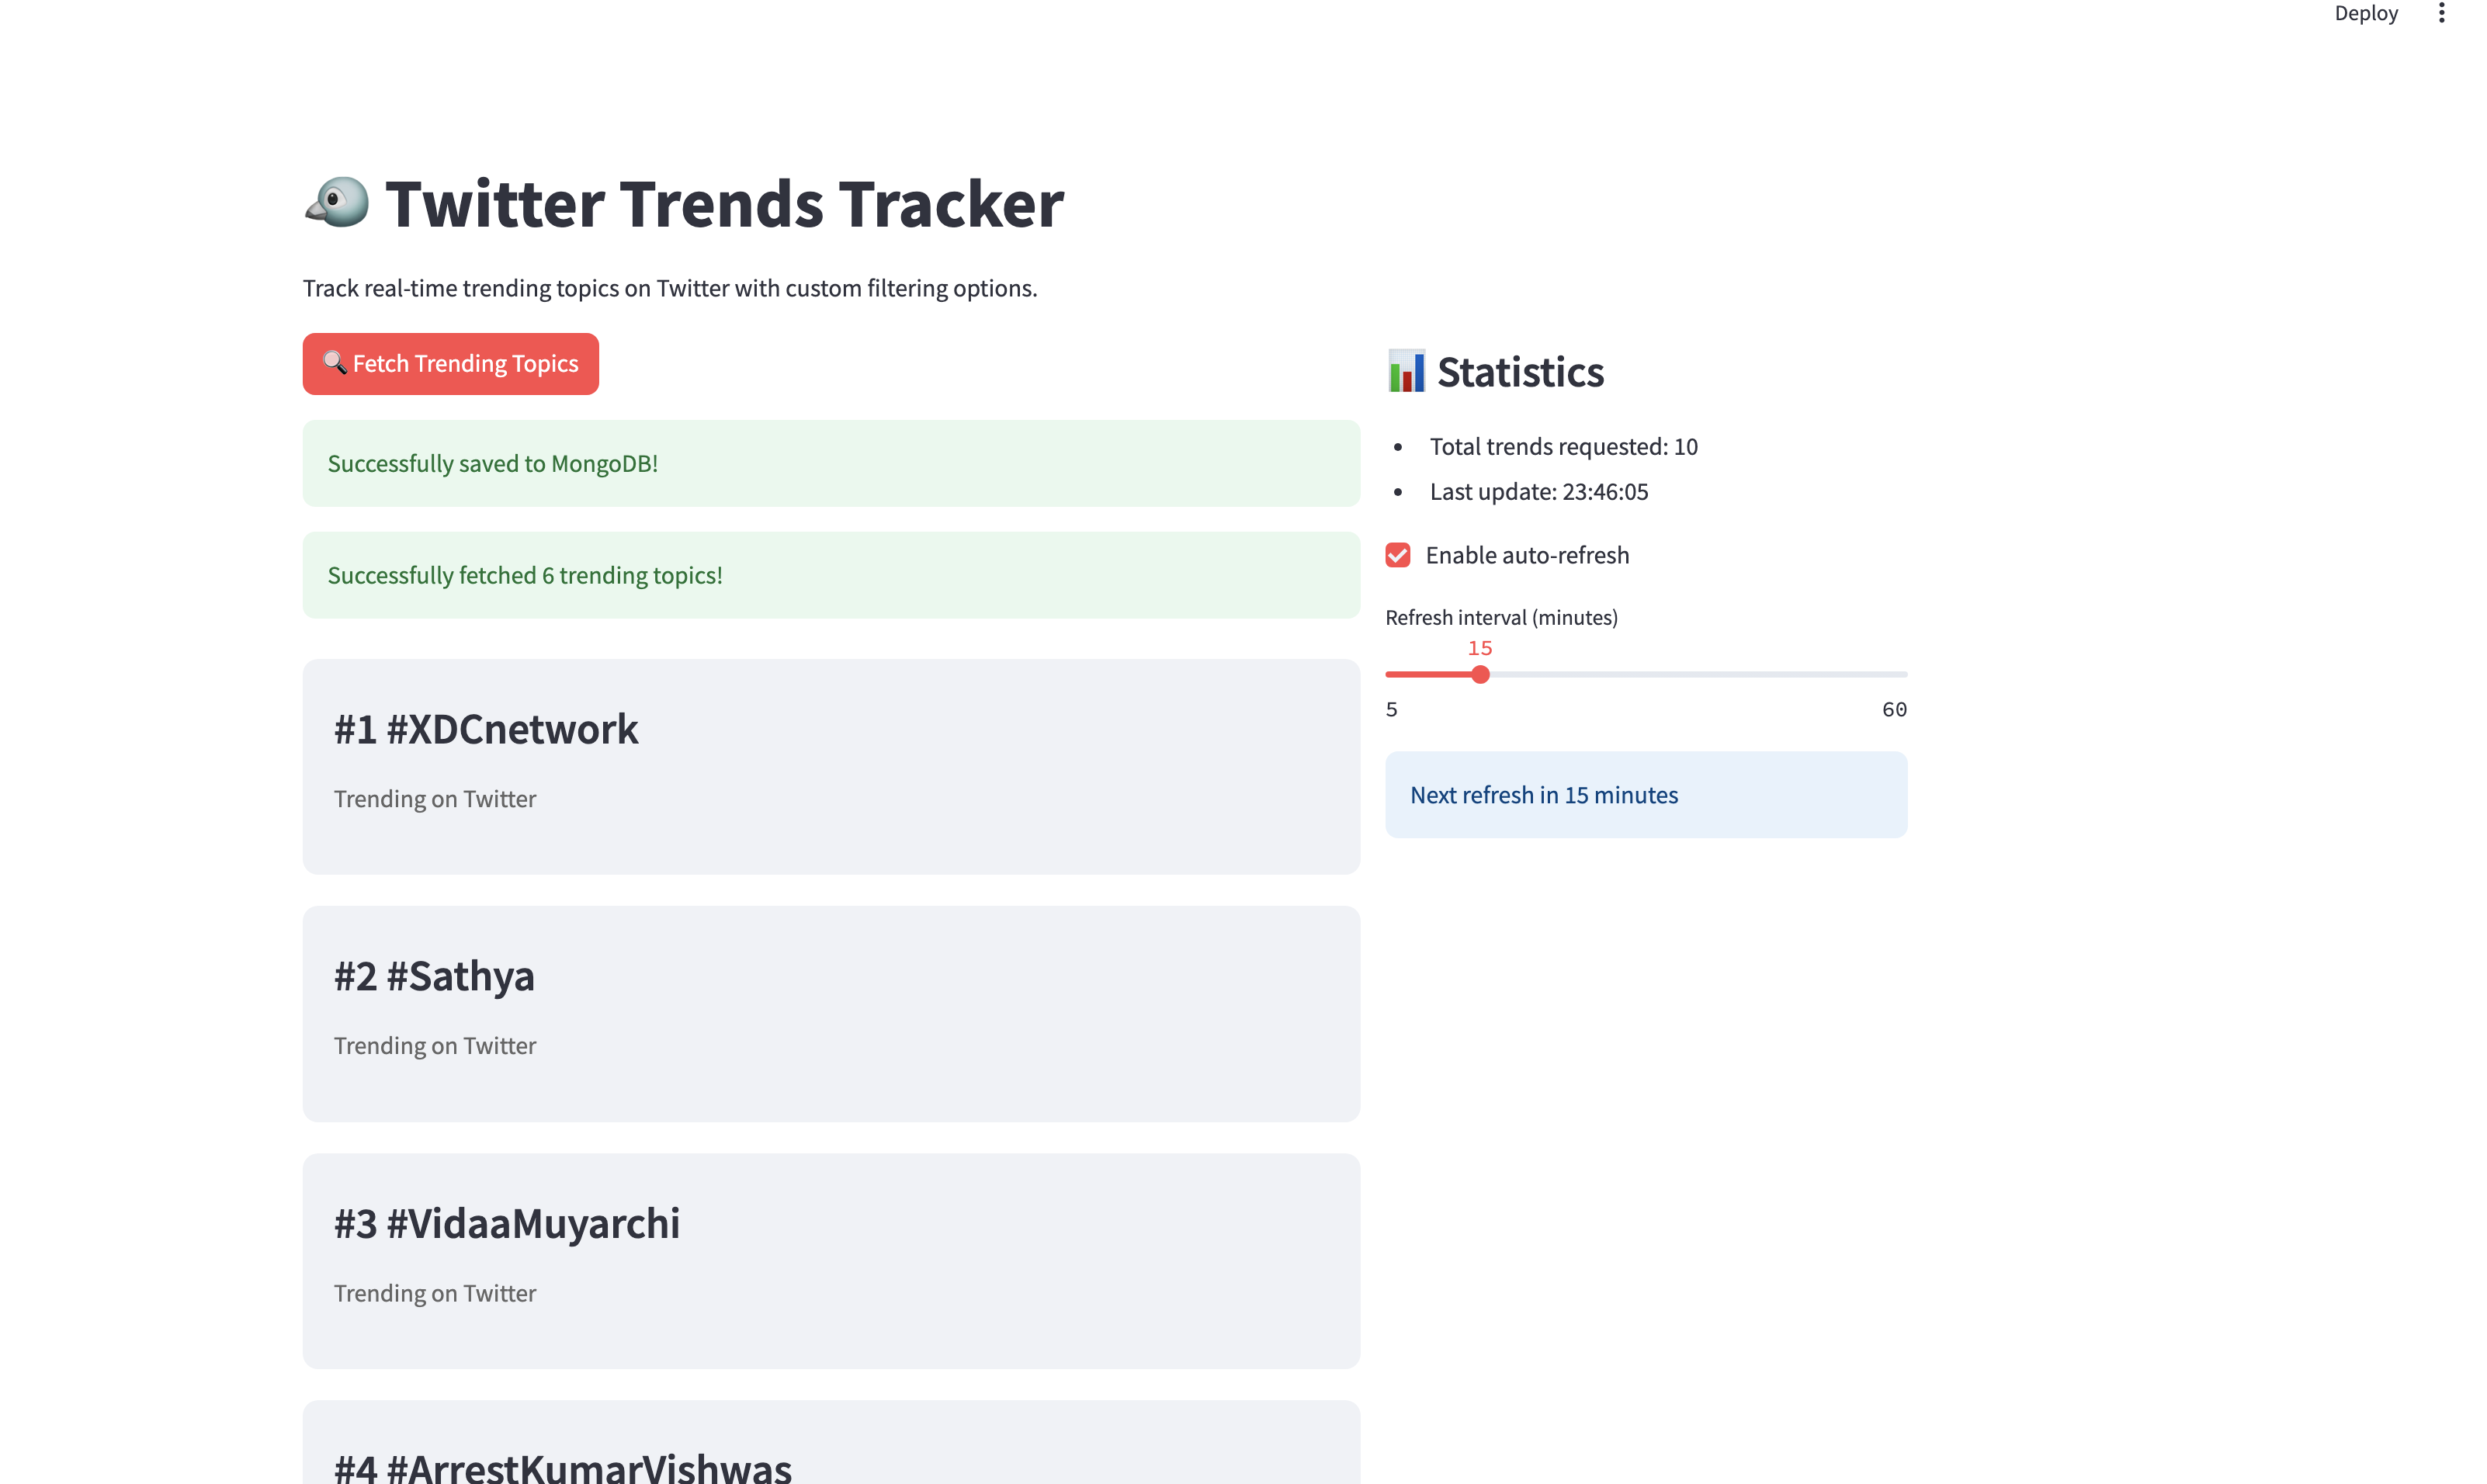 Deploy
Twitter Trends Tracker
Track real-time trending topics on Twitter with custom filtering options.
Fetch Trending Topics
Successfully saved to MongoDB!
Successfully fetched 6 trending topics!
#1 #XDCnetwork
Trending on Twitter
#2 #Sathya
Trending on Twitter
#3 #VidaaMuyarchi
Trending on Twitter
#4 #ArrestKumarVishwas
Statistics
Total trends requested: 10
Last update: 23:46:05
Enable auto-refresh
Refresh interval (minutes)
15
5 60
Next refresh in 15 minutes